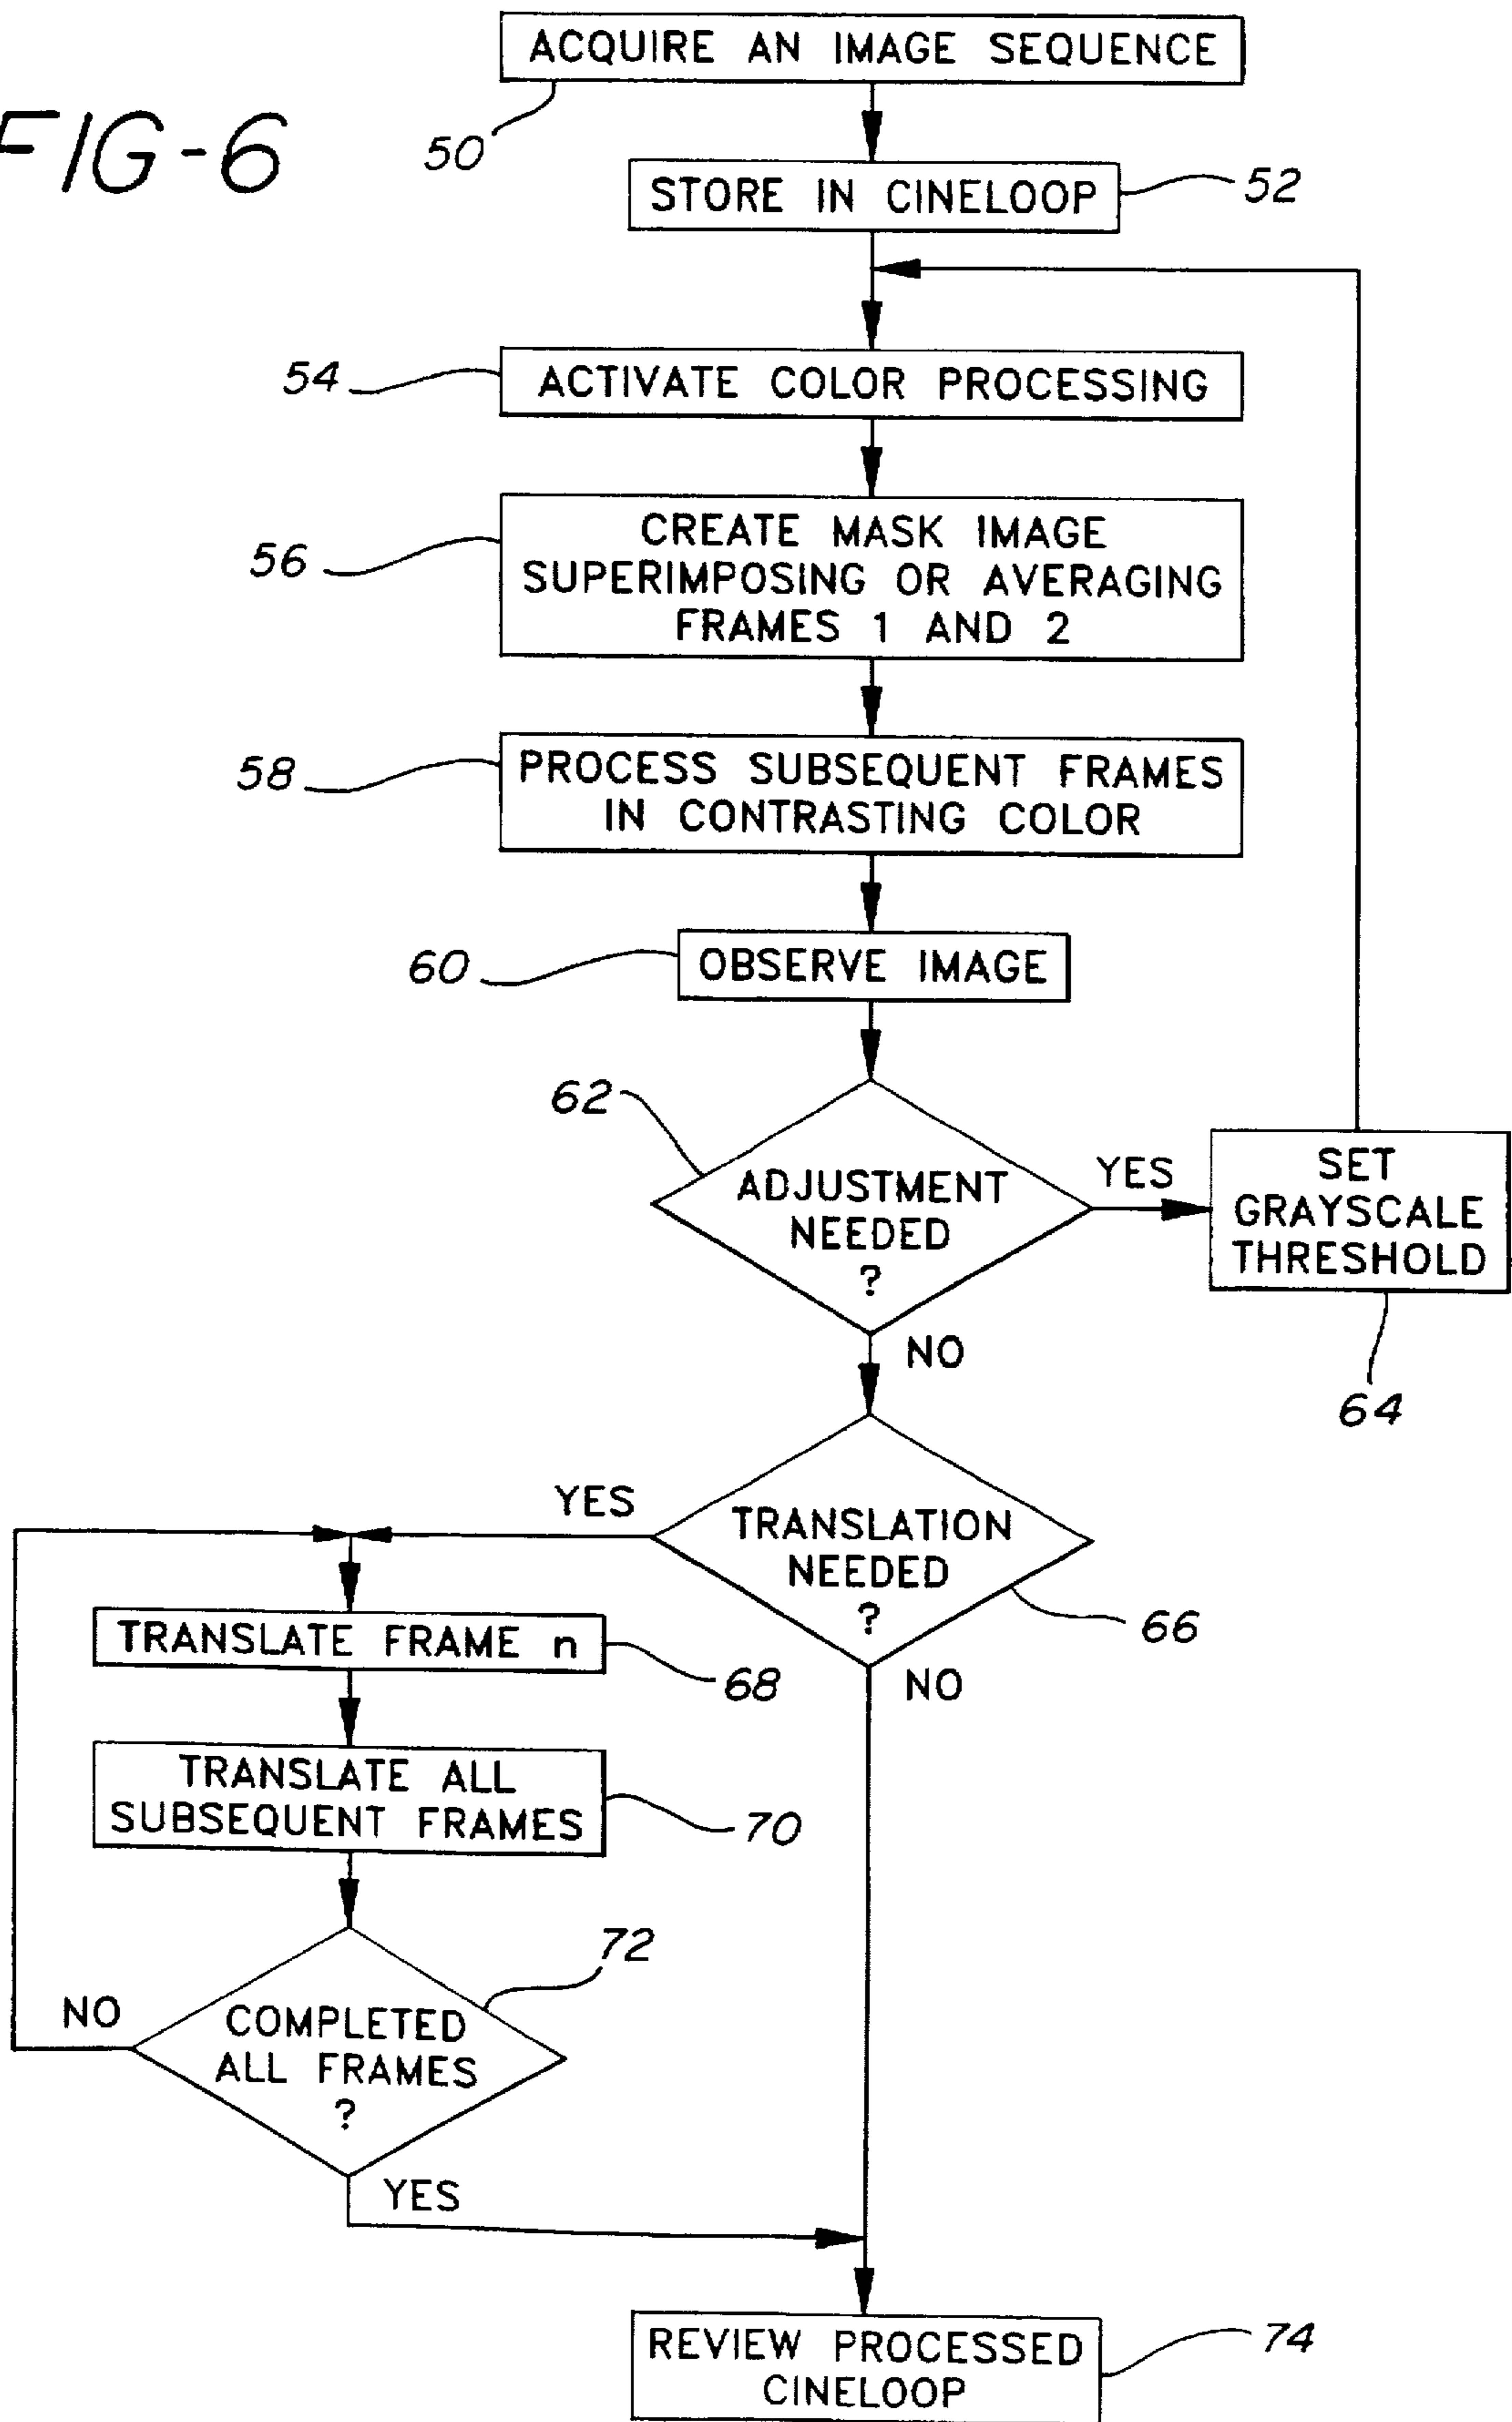 FIG-6
ACQUIRE AN IMAGE SEQUENCE
50
STORE IN CINELOOP
52
54
ACTIVATE COLOR PROCESSING
56
CREATE MASK IMAGE
SUPERIMPOSING OR AVERAGING
FRAMES 1 AND 2
58
PROCESS SUBSEQUENT FRAMES
IN CONTRASTING COLOR
60
OBSERVE IMAGE
62
ADJUSTMENT
NEEDED
?
YES
SET
GRAYSCALE
THRESHOLD
64
NO
TRANSLATION
NEEDED
?
66
YES
NO
TRANSLATE FRAME n
68
TRANSLATE ALL
SUBSEQUENT FRAMES
70
72
COMPLETED
ALL FRAMES
?
NO
YES
REVIEW PROCESSED
CINELOOP
74